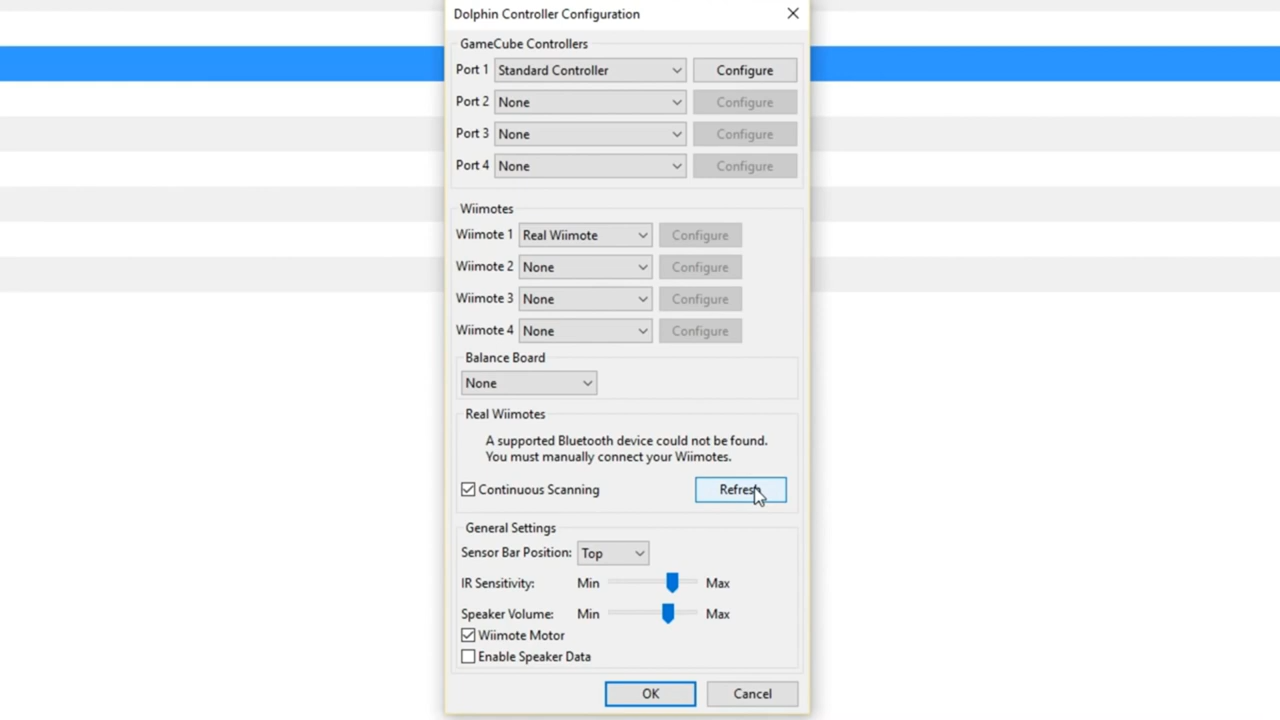 Dolphin Controller Configuration
GameCube Controllers
Port 1 Standard Controller Configure
Port 2 None Configure
Port 3 None Configure
Port 4 None Configure
Wiimotes
Wiimote 1 Real Wiimote Configure
Wiimote 2 None Configure
Wiimote 3 None Configure
Wiimote 4 None Configure
Balance Board
None
Real Wiimotes
A supported Bluetooth device could not be found.
You must manually connect your Wiimotes.
Continuous Scanning Refresh
General Settings
Sensor Bar Position: Top
IR Sensitivity: Min Max
Speaker Volume: Min Max
Wiimote Motor
Enable Speaker Data
OK Cancel